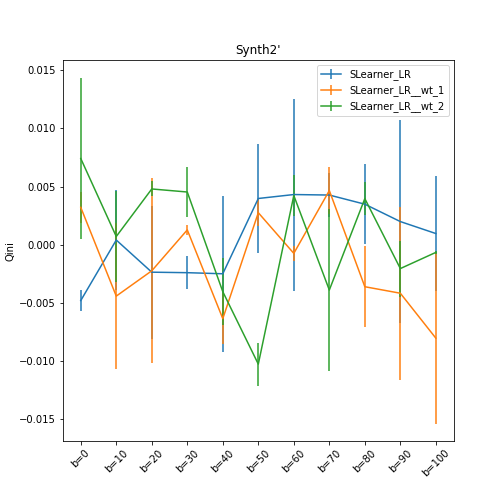 Synth2'
SLearner_LR
SLearner_LR__wt_1
SLearner_LR__wt_2
Qini
0.015
0.010
0.005
0.000
−0.005
−0.010
−0.015
b=0
b=10
b=20
b=30
b=40
b=50
b=60
b=70
b=80
b=90
b=100